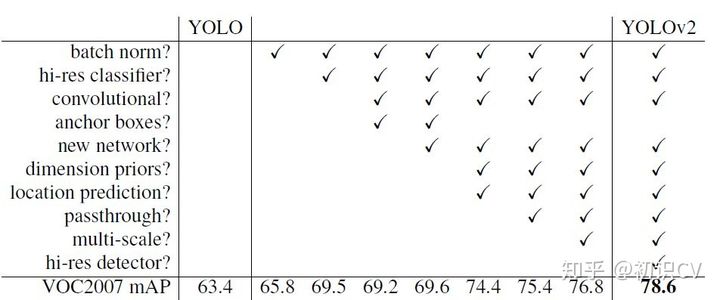 YOLO YOLOv2
batch norm? ✓ ✓ ✓ ✓ ✓ ✓ ✓ ✓
hi-res classifier? ✓ ✓ ✓ ✓ ✓ ✓ ✓
convolutional? ✓ ✓ ✓ ✓ ✓ ✓
anchor boxes? ✓ ✓
new network? ✓ ✓ ✓ ✓ ✓
dimension priors? ✓ ✓ ✓ ✓
location prediction? ✓ ✓ ✓ ✓
passthrough? ✓ ✓ ✓
multi-scale? ✓ ✓
hi-res detector? ✓
知乎 @初识CV
VOC2007 mAP 63.4 65.8 69.5 69.2 69.6 74.4 75.4 76.8 78.6